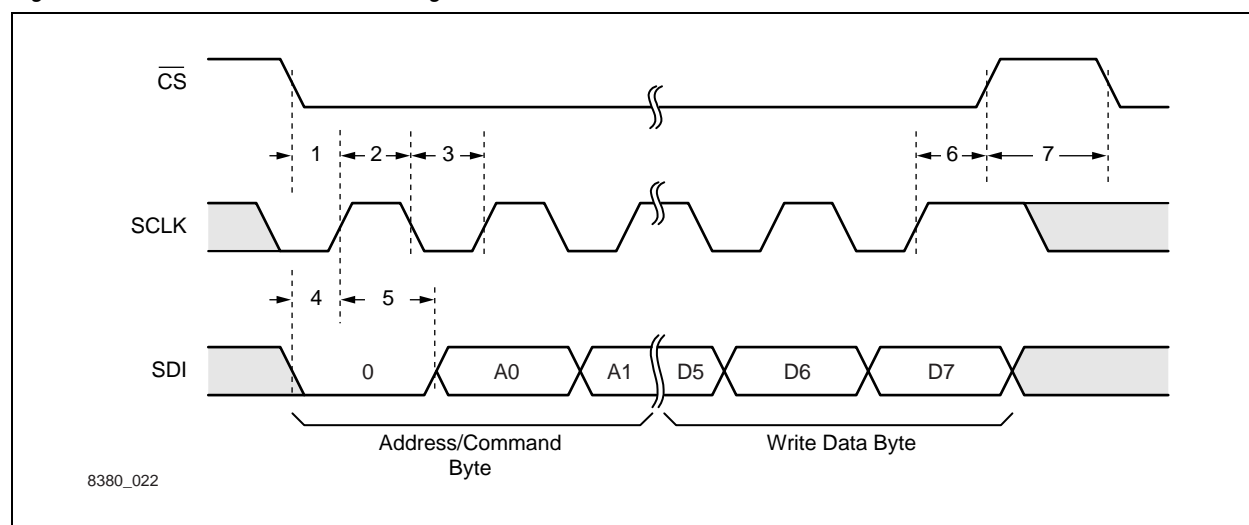 CS
1 2 3 6 7
SCLK
4 5
SDI 0 A0 A1 D5 D6 D7
Address/Command Write Data Byte
Byte
8380_022